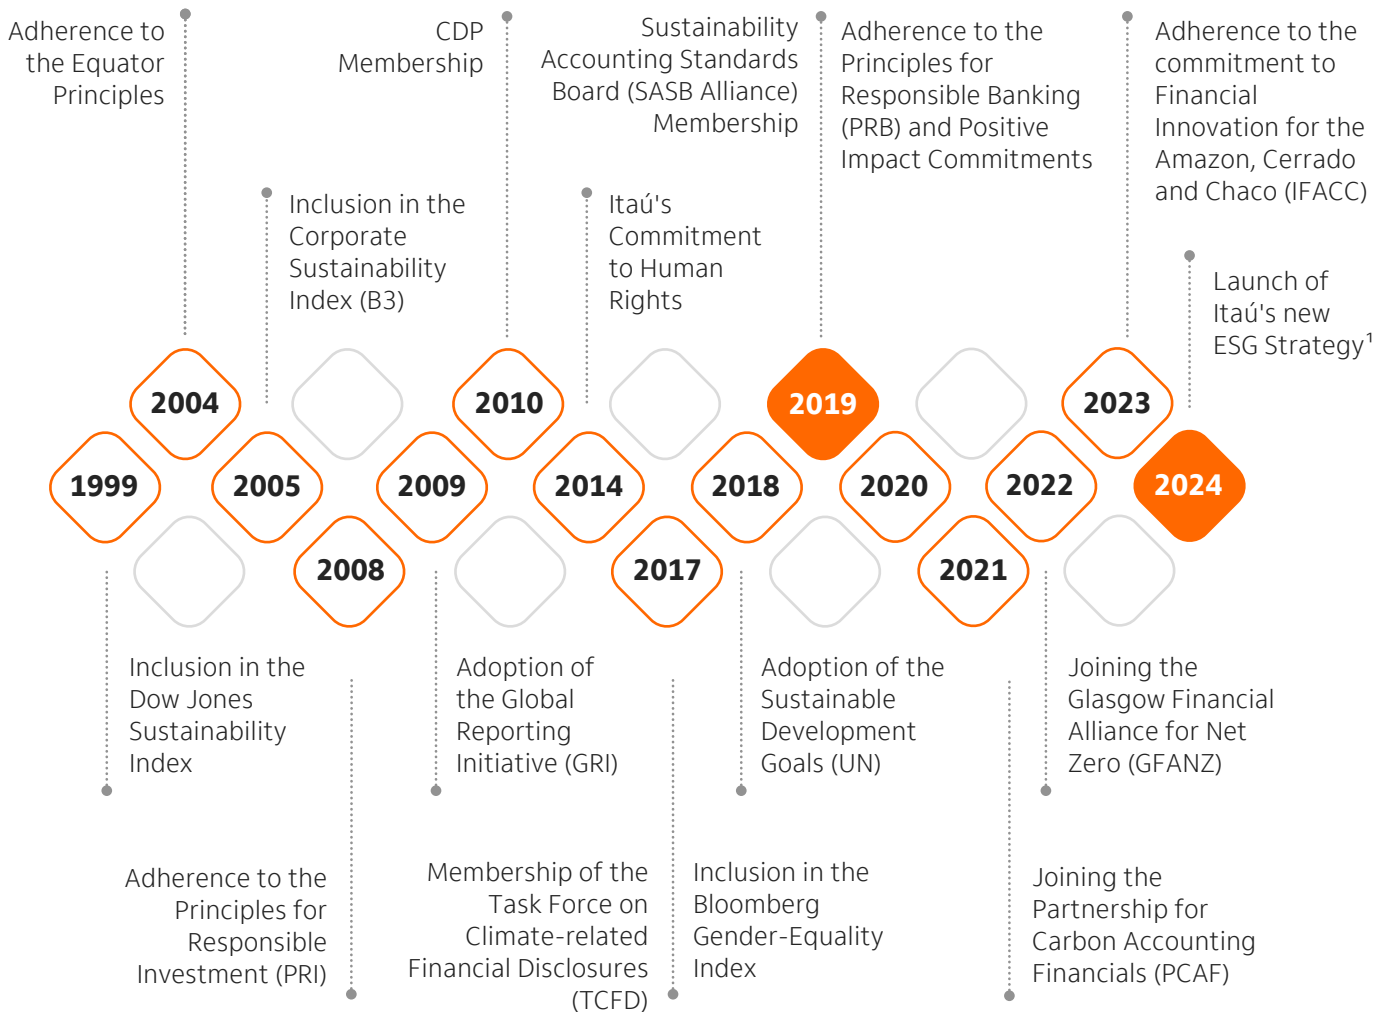 Adherence to
the Equator
Principles
CDP
Membership
Sustainability
Accounting Standards
Board (SASB Alliance)
Membership
Adherence to the
Principles for
Responsible Banking
(PRB) and Positive
Impact Commitments
Adherence to the
commitment to
Financial
Innovation for the
Amazon, Cerrado
and Chaco (IFACC)
Inclusion in the
Corporate
Sustainability
Index (B3)
Itaú's
Commitment
to Human
Rights
Launch of
Itaú's new
ESG Strategy¹
2004
2010
2019
2023
1999
2005
2009
2014
2018
2020
2022
2024
2008
2017
2021
Inclusion in the
Dow Jones
Sustainability
Index
Adoption of
the Global
Reporting
Initiative (GRI)
Adoption of the
Sustainable
Development
Goals (UN)
Joining the
Glasgow Financial
Alliance for Net
Zero (GFANZ)
Adherence to the
Principles for
Responsible
Investment (PRI)
Membership of the
Task Force on
Climate-related
Financial Disclosures
(TCFD)
Inclusion in the
Bloomberg
Gender-Equality
Index
Joining the
Partnership for
Carbon Accounting
Financials (PCAF)